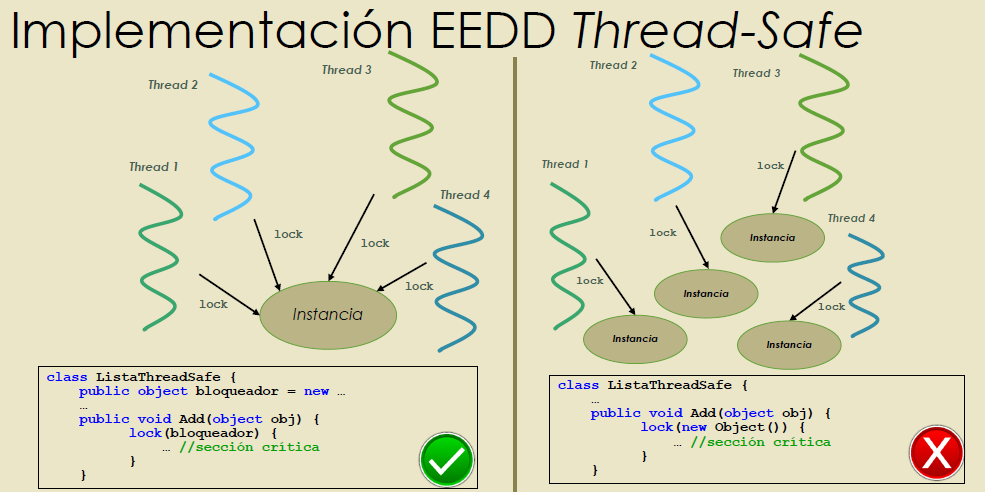 Implementación EEDD Thread-Safe
Thread 1
Thread 2
Thread 3
Thread 4
lock
lock
lock
lock
Instancia
class ListaThreadSafe {
public object bloqueador = new …
…
public void Add(object obj) {
lock(bloqueador) {
… //sección crítica
}
}
Thread 1
Thread 2
Thread 3
Thread 4
lock
lock
lock
lock
Instancia
Instancia
Instancia
Instancia
class ListaThreadSafe {
…
public void Add(object obj) {
lock(new Object()) {
… //sección crítica
}
}
X